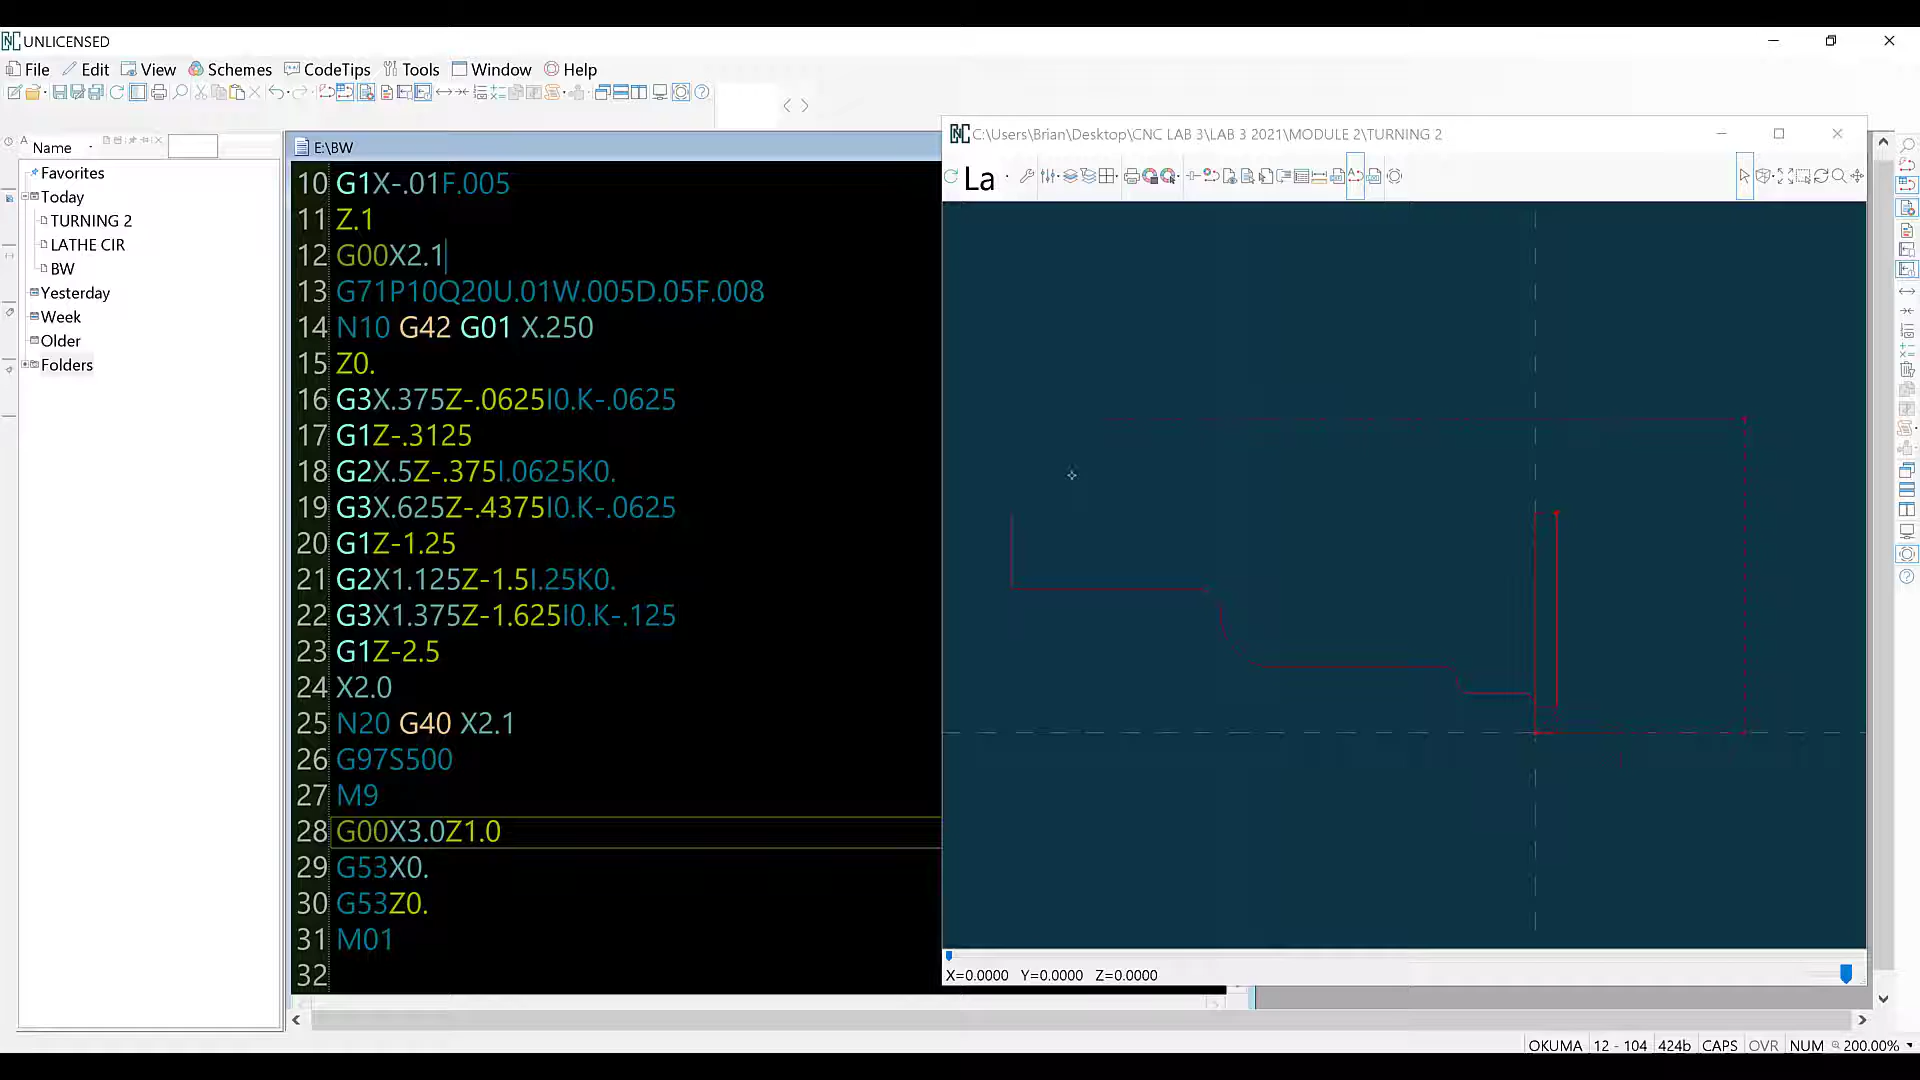 UNLICENSED
File Edit View Schemes CodeTips Tools Window Help
Name
Favorites
Today
TURNING 2
LATHE CIR
BW
Yesterday
Week
Older
Folders
E:\BW
10 G1X-.01F.005
11 Z.1
12 G00X2.1
13 G71P10Q20U.01W.005D.05F.008
14 N10 G42 G01 X.250
15 Z0.
16 G3X.375Z-.0625I0.K-.0625
17 G1Z-.3125
18 G2X.5Z-.375I.0625K0.
19 G3X.625Z-.4375I0.K-.0625
20 G1Z-1.25
21 G2X1.125Z-1.5I.25K0.
22 G3X1.375Z-1.625I0.K-.125
23 G1Z-2.5
24 X2.0
25 N20 G40 X2.1
26 G97S500
27 M9
28 G00X3.0Z1.0
29 G53X0.
30 G53Z0.
31 M01
32
C:\Users\Brian\Desktop\CNC LAB 3\LAB 3 2021\MODULE 2\TURNING 2
La
X=0.0000 Y=0.0000 Z=0.0000
OKUMA 12 - 104 424b CAPS OVR NUM 200.00%